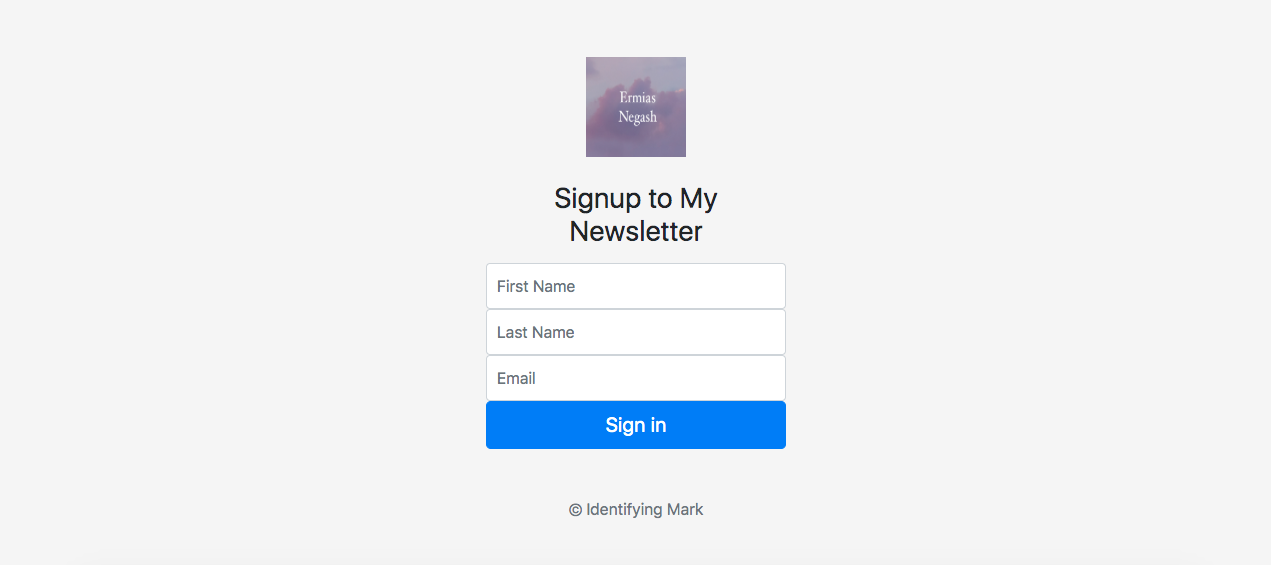 Ermias
Negash
Signup to My
Newsletter
First Name
Last Name
Email
Sign in
© Identifying Mark